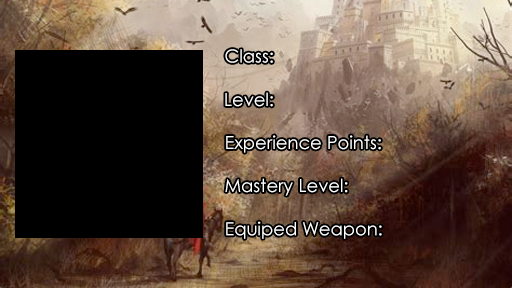 Class:
Level:
Experience Points:
Mastery Level:
Equiped Weapon: